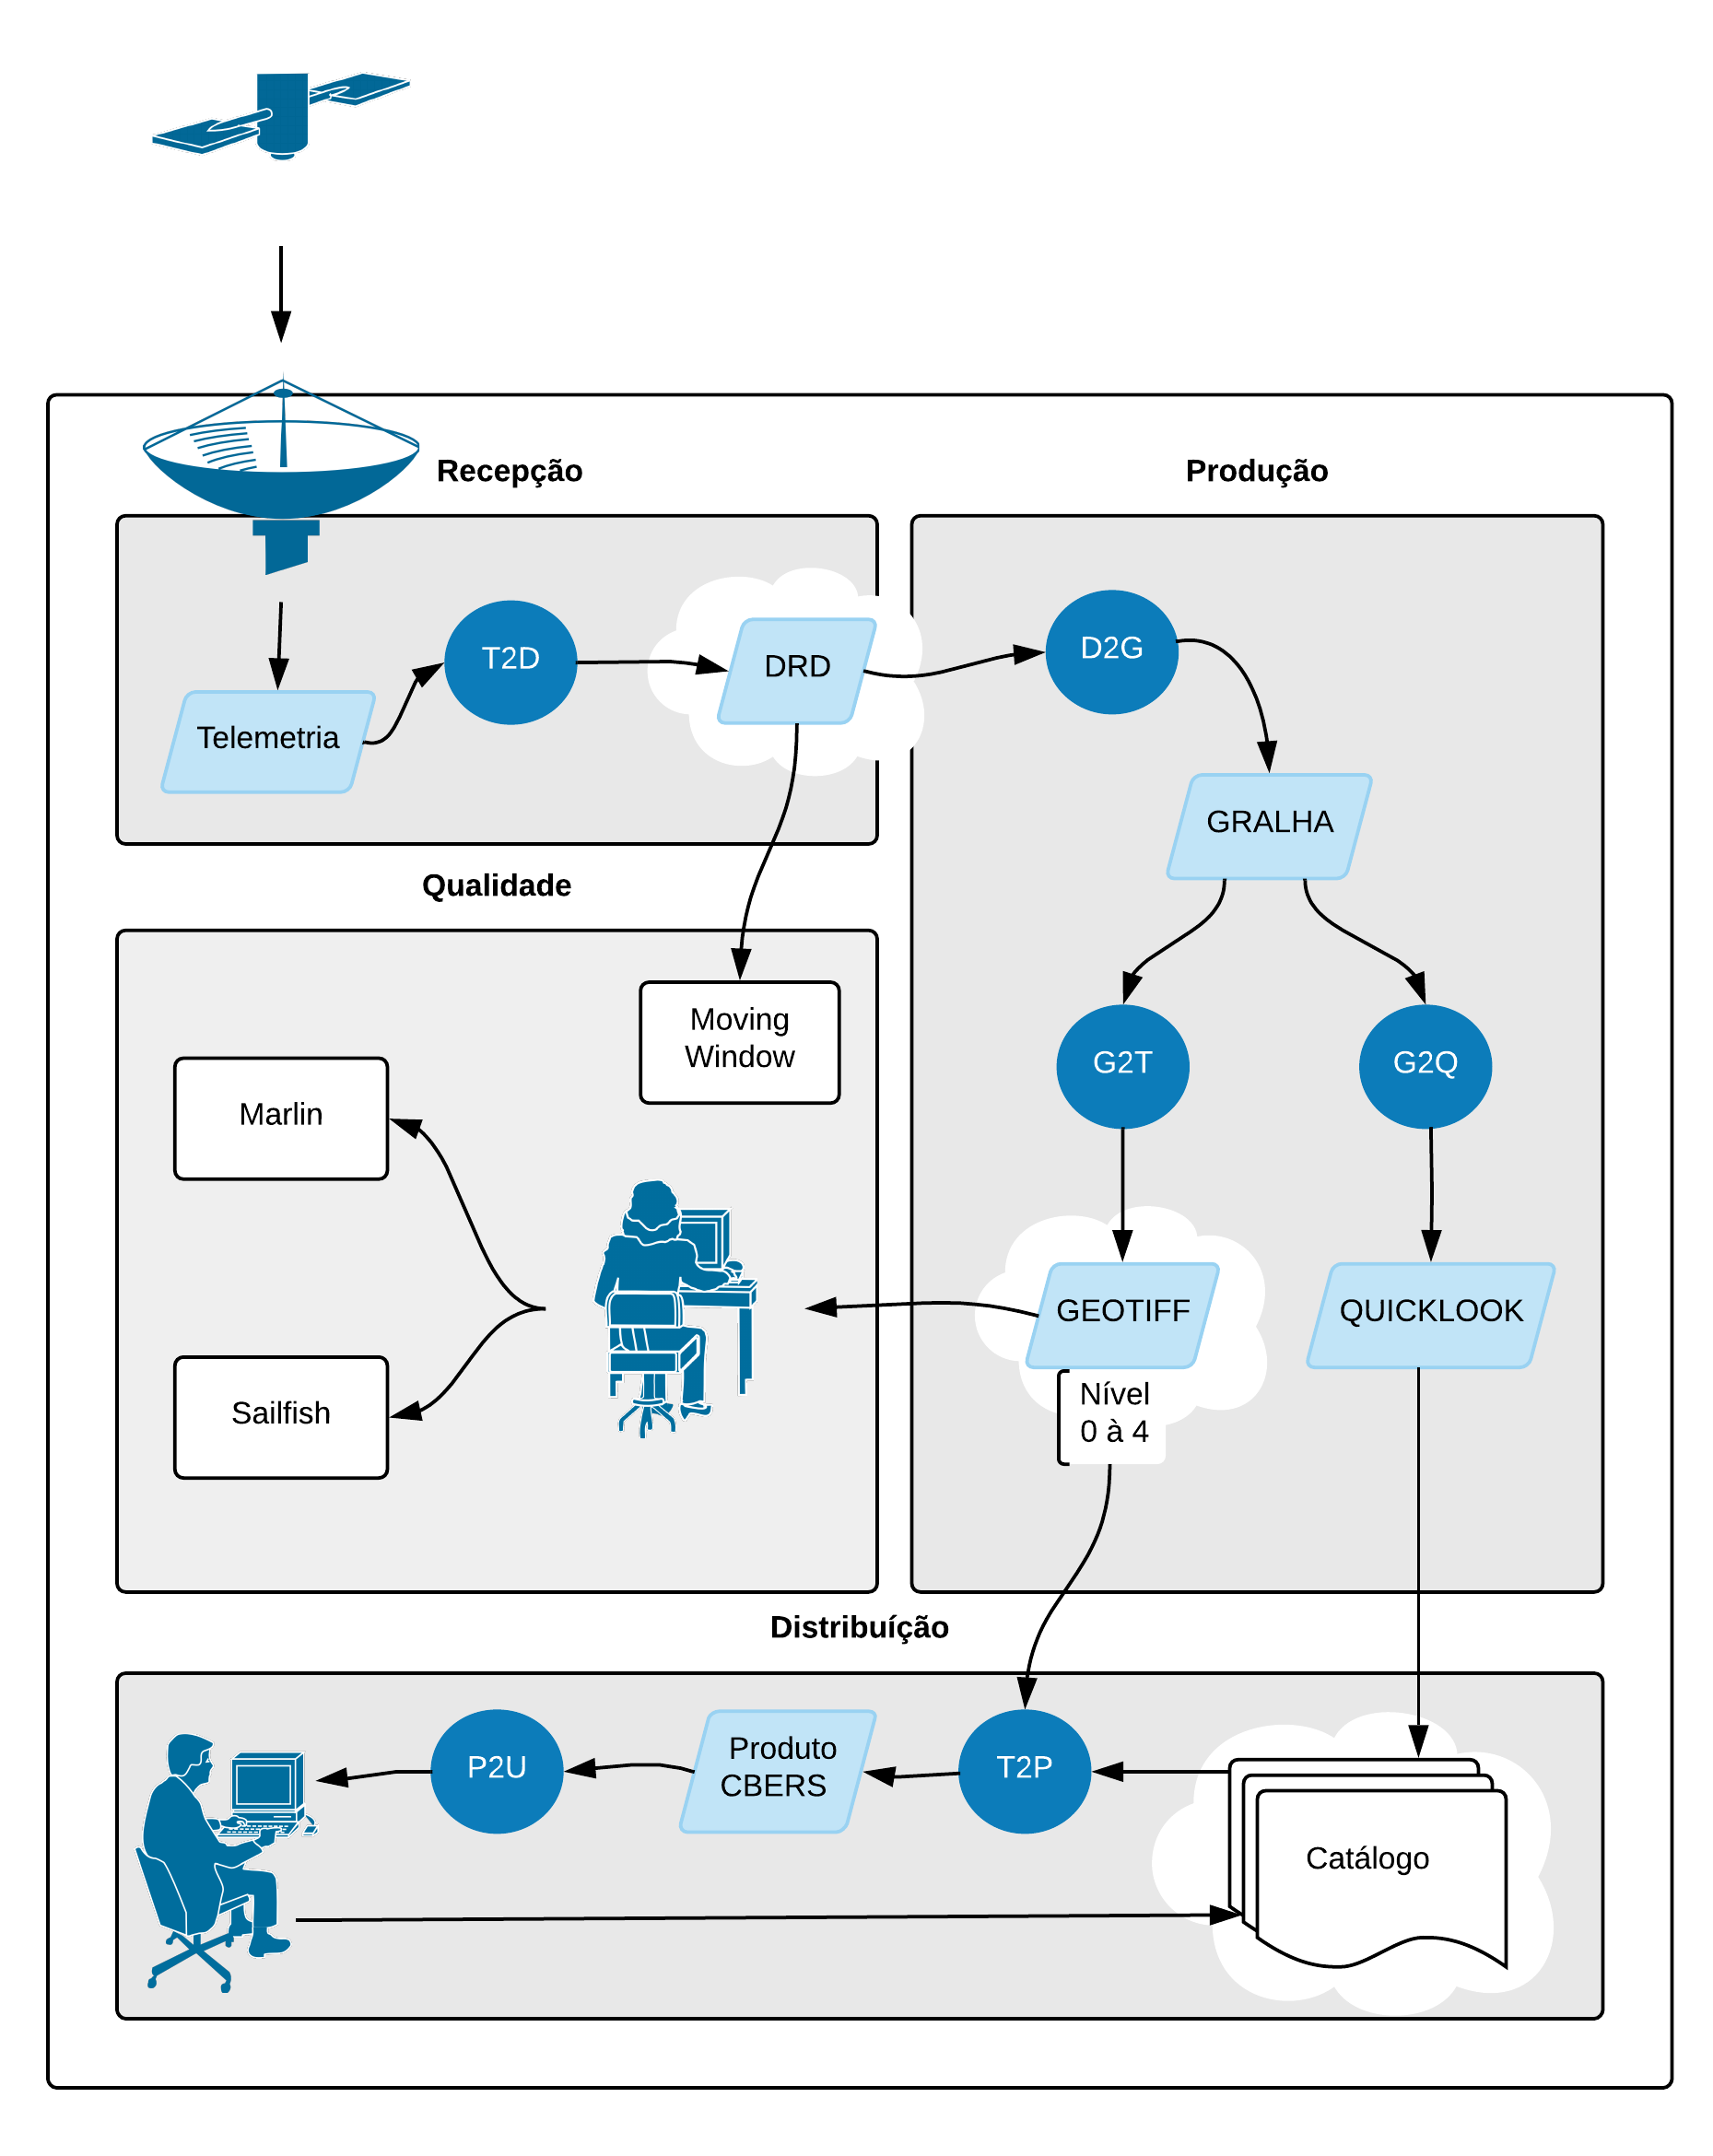 Recepção
Produção
T2D
DRD
D2G
Telemetria
GRALHA
Qualidade
Moving
Window
Marlin
G2T
G2Q
GEOTIFF
QUICKLOOK
Nível
0 à 4
Sailfish
Distribuíção
P2U
Produto
CBERS
T2P
Catálogo